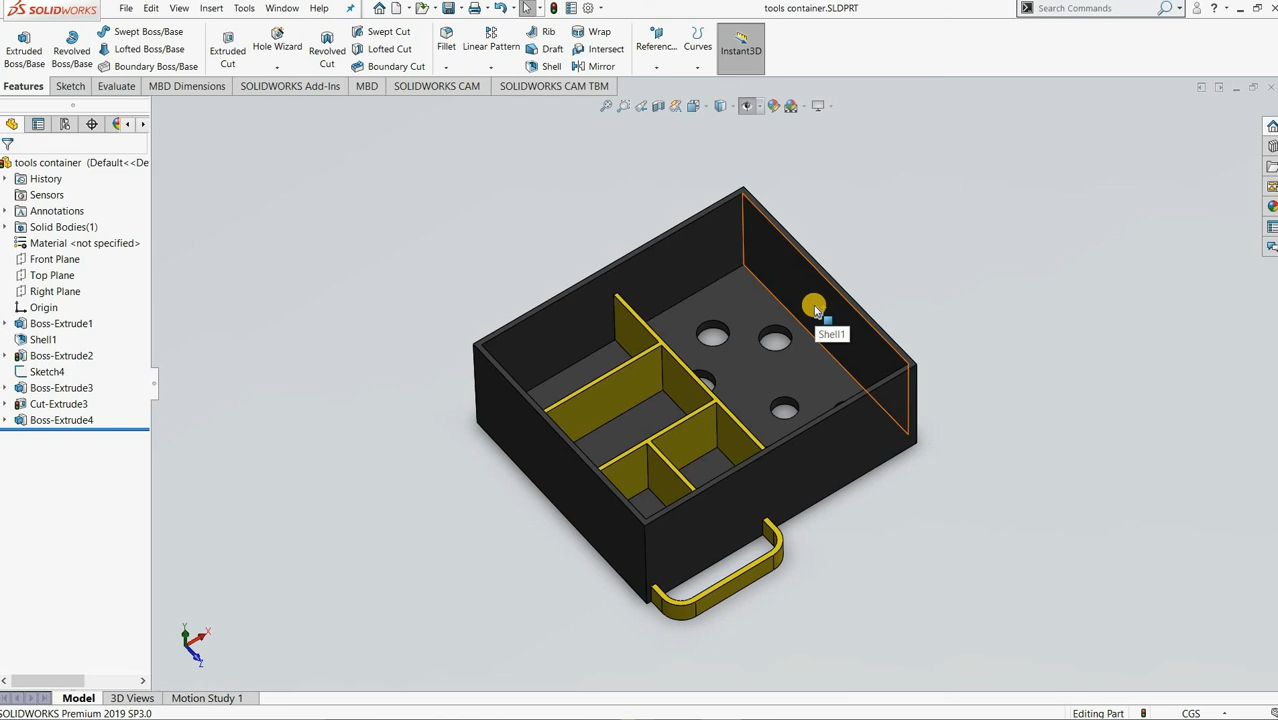 SOLIDWORKS
File Edit View Insert Tools Window Help
tools container.SLDPRT
Search Commands
?
Extruded Boss/Base
Revolved Boss/Base
Swept Boss/Base
Lofted Boss/Base
Boundary Boss/Base
Extruded Cut
Hole Wizard
Revolved Cut
Swept Cut
Lofted Cut
Boundary Cut
Fillet
Linear Pattern
Rib
Draft
Shell
Wrap
Intersect
Mirror
Referenc...
Curves
Instant3D
Features Sketch Evaluate MBD Dimensions SOLIDWORKS Add-Ins MBD SOLIDWORKS CAM SOLIDWORKS CAM TBM
tools container (Default<<De
History
Sensors
Annotations
Solid Bodies(1)
Material <not specified>
Front Plane
Top Plane
Right Plane
Origin
Boss-Extrude1
Shell1
Boss-Extrude2
Sketch4
Boss-Extrude3
Cut-Extrude3
Boss-Extrude4
Shell1
Y
X
Z
Model 3D Views Motion Study 1
SOLIDWORKS Premium 2019 SP3.0
Editing Part
CGS